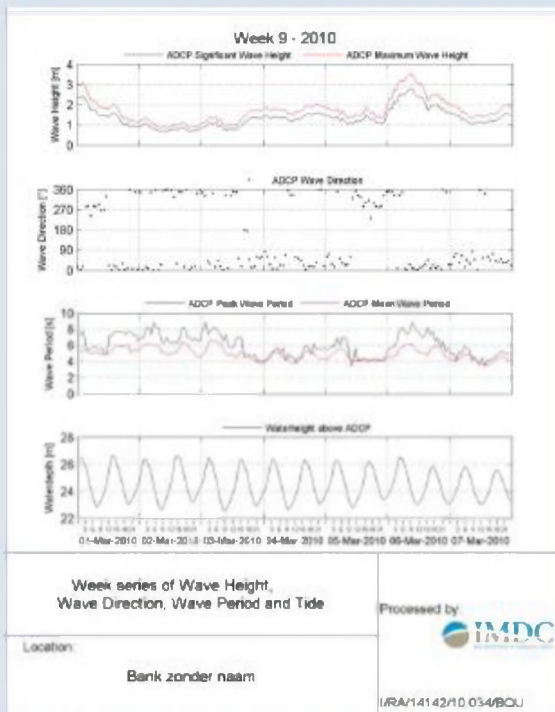 Week 9 - 2010
ADCP Significant Wave Height ADCP Maximum Wave Height
Wave Height [m]
4
3
2
1
0
ADCP Wave Direction
Wave Direction [°]
360
270
180
90
0
ADCP Peak Wave Period ADCP Mean Wave Period
Wave Period [s]
10
8
6
4
2
0
Waterheight above ADCP
Waterdepth [m]
28
26
24
22
01-Mar-2010 02-Mar-2010 03-Mar-2010 04-Mar-2010 05-Mar-2010 06-Mar-2010 07-Mar-2010
Week series of Wave Height,
Wave Direction, Wave Period and Tide
Processed by:
IMDC
Location:
Bank zonder naam
I/RA/14142/10.034/BOU